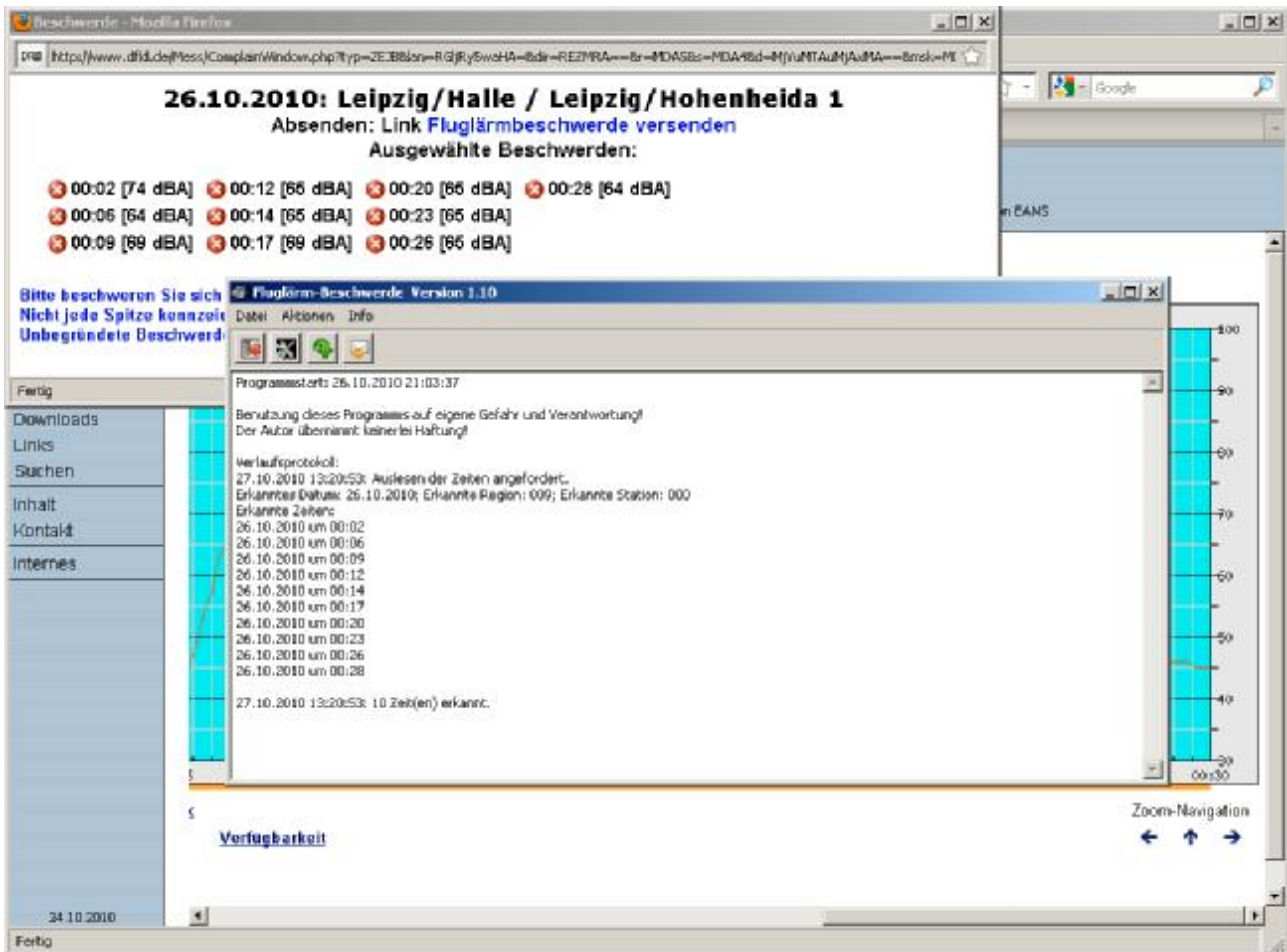 Beschwerde - Mozilla Firefox
26.10.2010: Leipzig/Halle / Leipzig/Hohenheida 1
Absenden: Link Fluglärmbeschwerde versenden
Ausgewählte Beschwerden:
00:02 [74 dBA] 00:12 [65 dBA] 00:20 [65 dBA] 00:28 [64 dBA]
00:06 [64 dBA] 00:14 [65 dBA] 00:23 [65 dBA]
00:09 [69 dBA] 00:17 [69 dBA] 00:26 [65 dBA]
Bitte beschweren Sie sich
Nicht jede Spitze kennzei
Unbegründete Beschwerd
Fertig
Google
EANS
Fluglärm-Beschwerde Version 1.10
Datei Aktionen Info
Programmstart: 26.10.2010 21:03:37
Benutzung dieses Programms auf eigene Gefahr und Verantwortung!
Der Autor übernimmt keinerlei Haftung!
Verlaufsprotokoll:
27.10.2010 13:20:53: Auslesen der Zeiten angefordert.
Erkanntes Datum: 26.10.2010; Erkannte Region: 009; Erkannte Station: 000
Erkannte Zeiten:
26.10.2010 um 00:02
26.10.2010 um 00:06
26.10.2010 um 00:09
26.10.2010 um 00:12
26.10.2010 um 00:14
26.10.2010 um 00:17
26.10.2010 um 00:20
26.10.2010 um 00:23
26.10.2010 um 00:26
26.10.2010 um 00:28
27.10.2010 13:20:53: 10 Zeit(en) erkannt.
Downloads
Links
Suchen
Inhalt
Kontakt
Internes
100
90
80
70
60
50
40
30
00:30
Zoom-Navigation
Verfügbarkeit
24.10.2010
Fertig